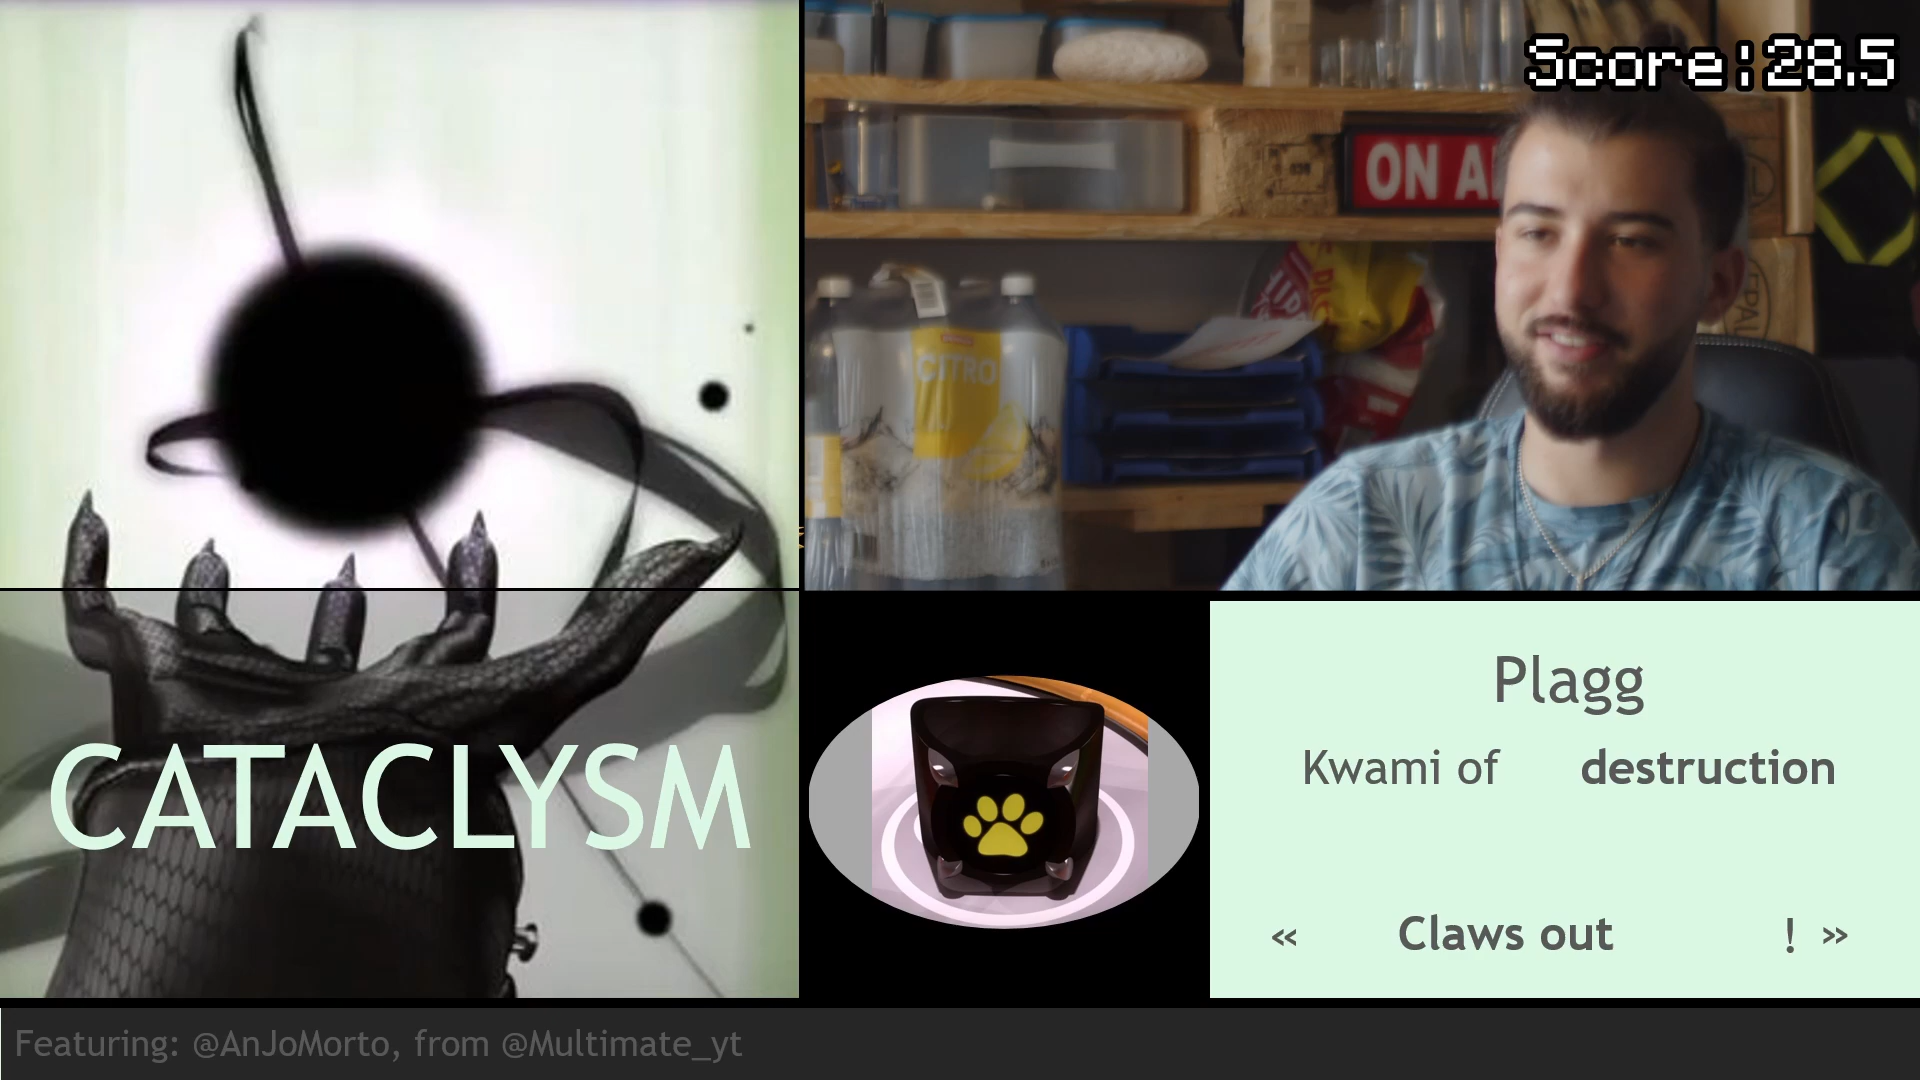 Score:28.5
ON A
CITRO
CATACLYSM
Plagg
Kwami of destruction
« Claws out ! »
Featuring: @AnJoMorto, from @Multimate_yt